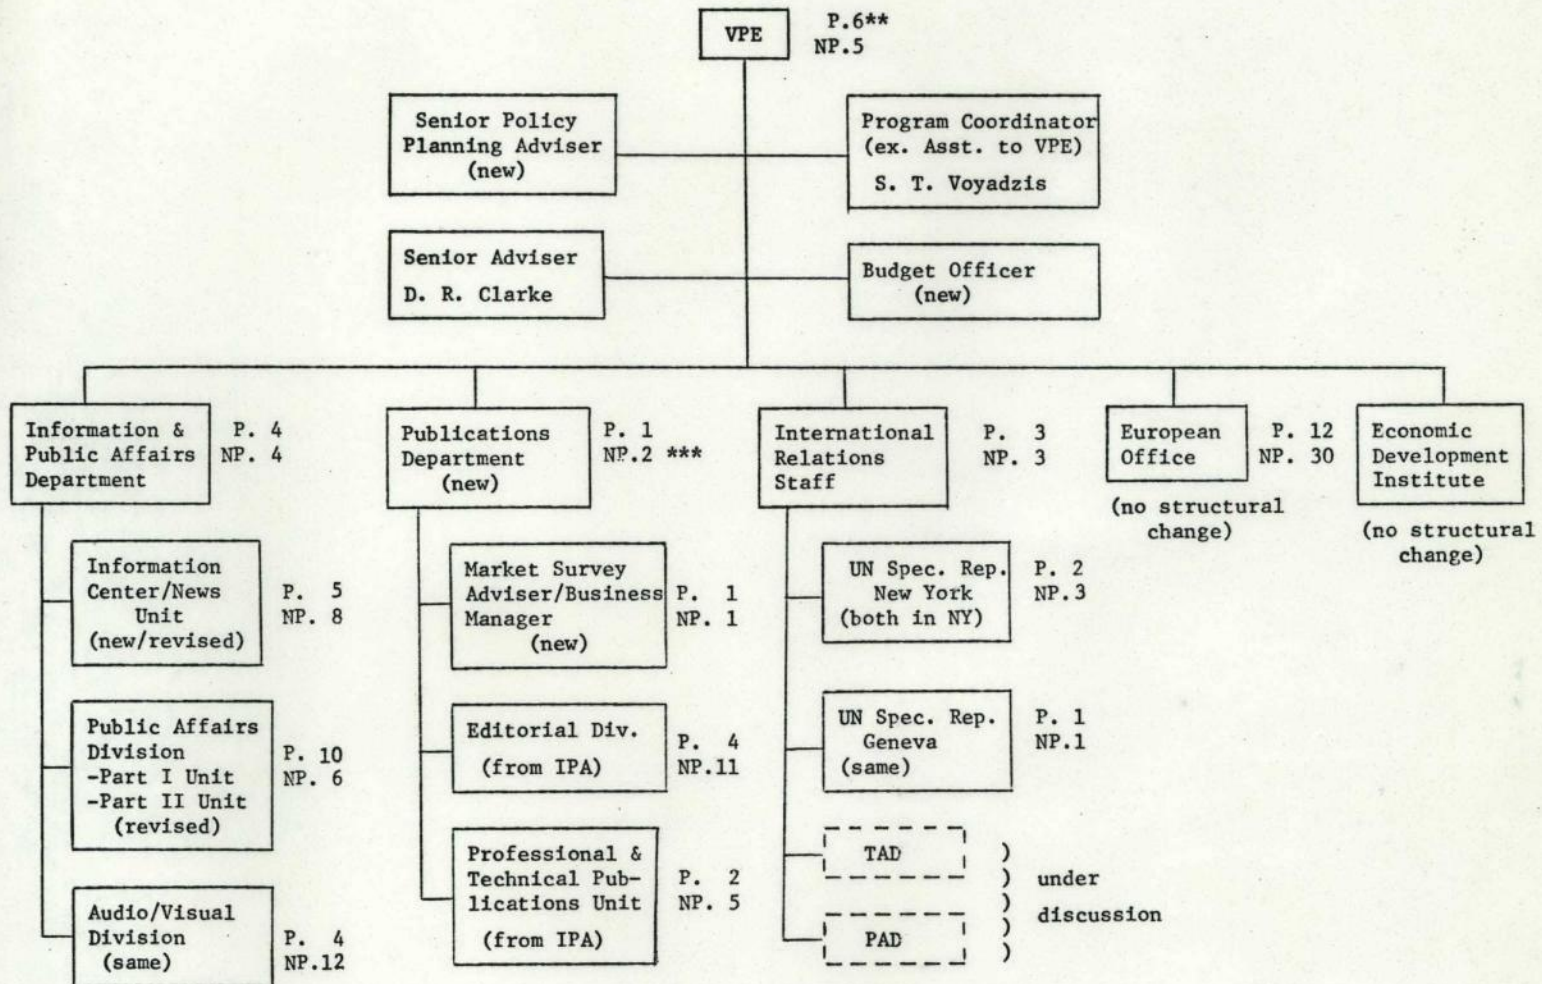 VPE
P.6**
NP.5
Senior Policy
Planning Adviser
(new)
Program Coordinator
(ex. Asst. to VPE)
S. T. Voyadzis
Senior Adviser
D. R. Clarke
Budget Officer
(new)
Information &
Public Affairs
Department
P. 4
NP. 4
Information
Center/News
Unit
(new/revised)
P. 5
NP. 8
Public Affairs
Division
-Part I Unit
-Part II Unit
(revised)
P. 10
NP. 6
Audio/Visual
Division
(same)
P. 4
NP.12
Publications
Department
(new)
P. 1
NP.2 ***
Market Survey
Adviser/Business
Manager
(new)
P. 1
NP. 1
Editorial Div.
(from IPA)
P. 4
NP.11
Professional &
Technical Pub-
lications Unit
(from IPA)
P. 2
NP. 5
International
Relations
Staff
P. 3
NP. 3
UN Spec. Rep.
New York
(both in NY)
P. 2
NP.3
UN Spec. Rep.
Geneva
(same)
P. 1
NP.1
TAD
PAD
)
) under
)
) discussion
)
)
European
Office
P. 12
NP. 30
(no structural
change)
Economic
Development
Institute
(no structural
change)